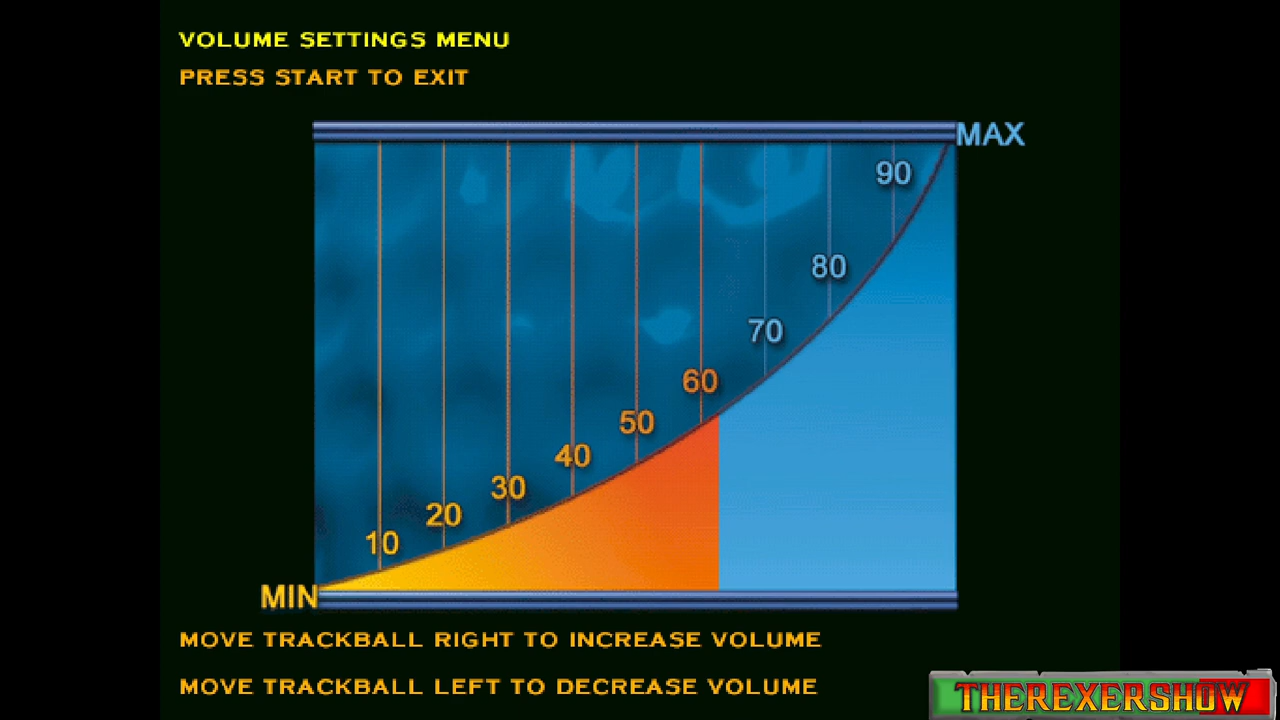 VOLUME SETTINGS MENU
PRESS START TO EXIT
MAX
90
80
70
60
50
40
30
20
10
MIN
MOVE TRACKBALL RIGHT TO INCREASE VOLUME
MOVE TRACKBALL LEFT TO DECREASE VOLUME
THEREXERSHOW